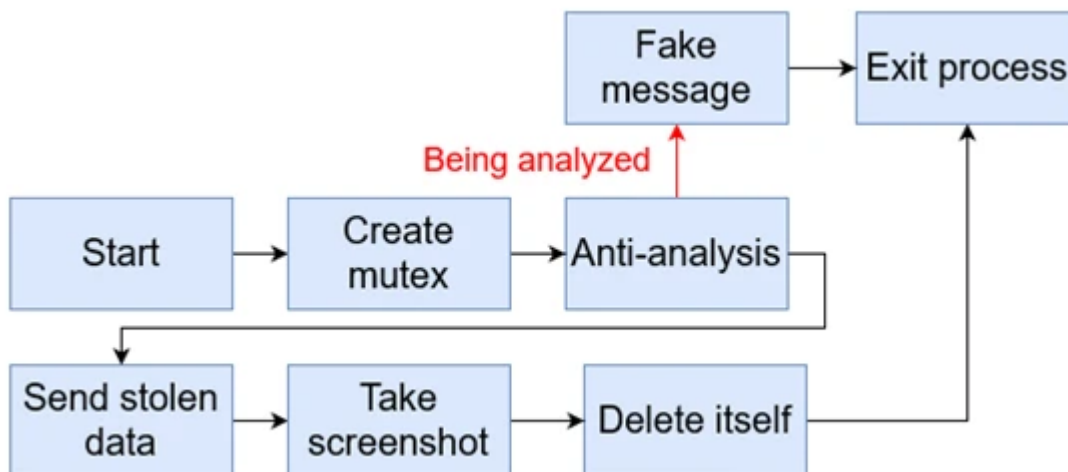 Fake
message
Exit process
Being analyzed
Start
Create
mutex
Anti-analysis
Send stolen
data
Take
screenshot
Delete itself